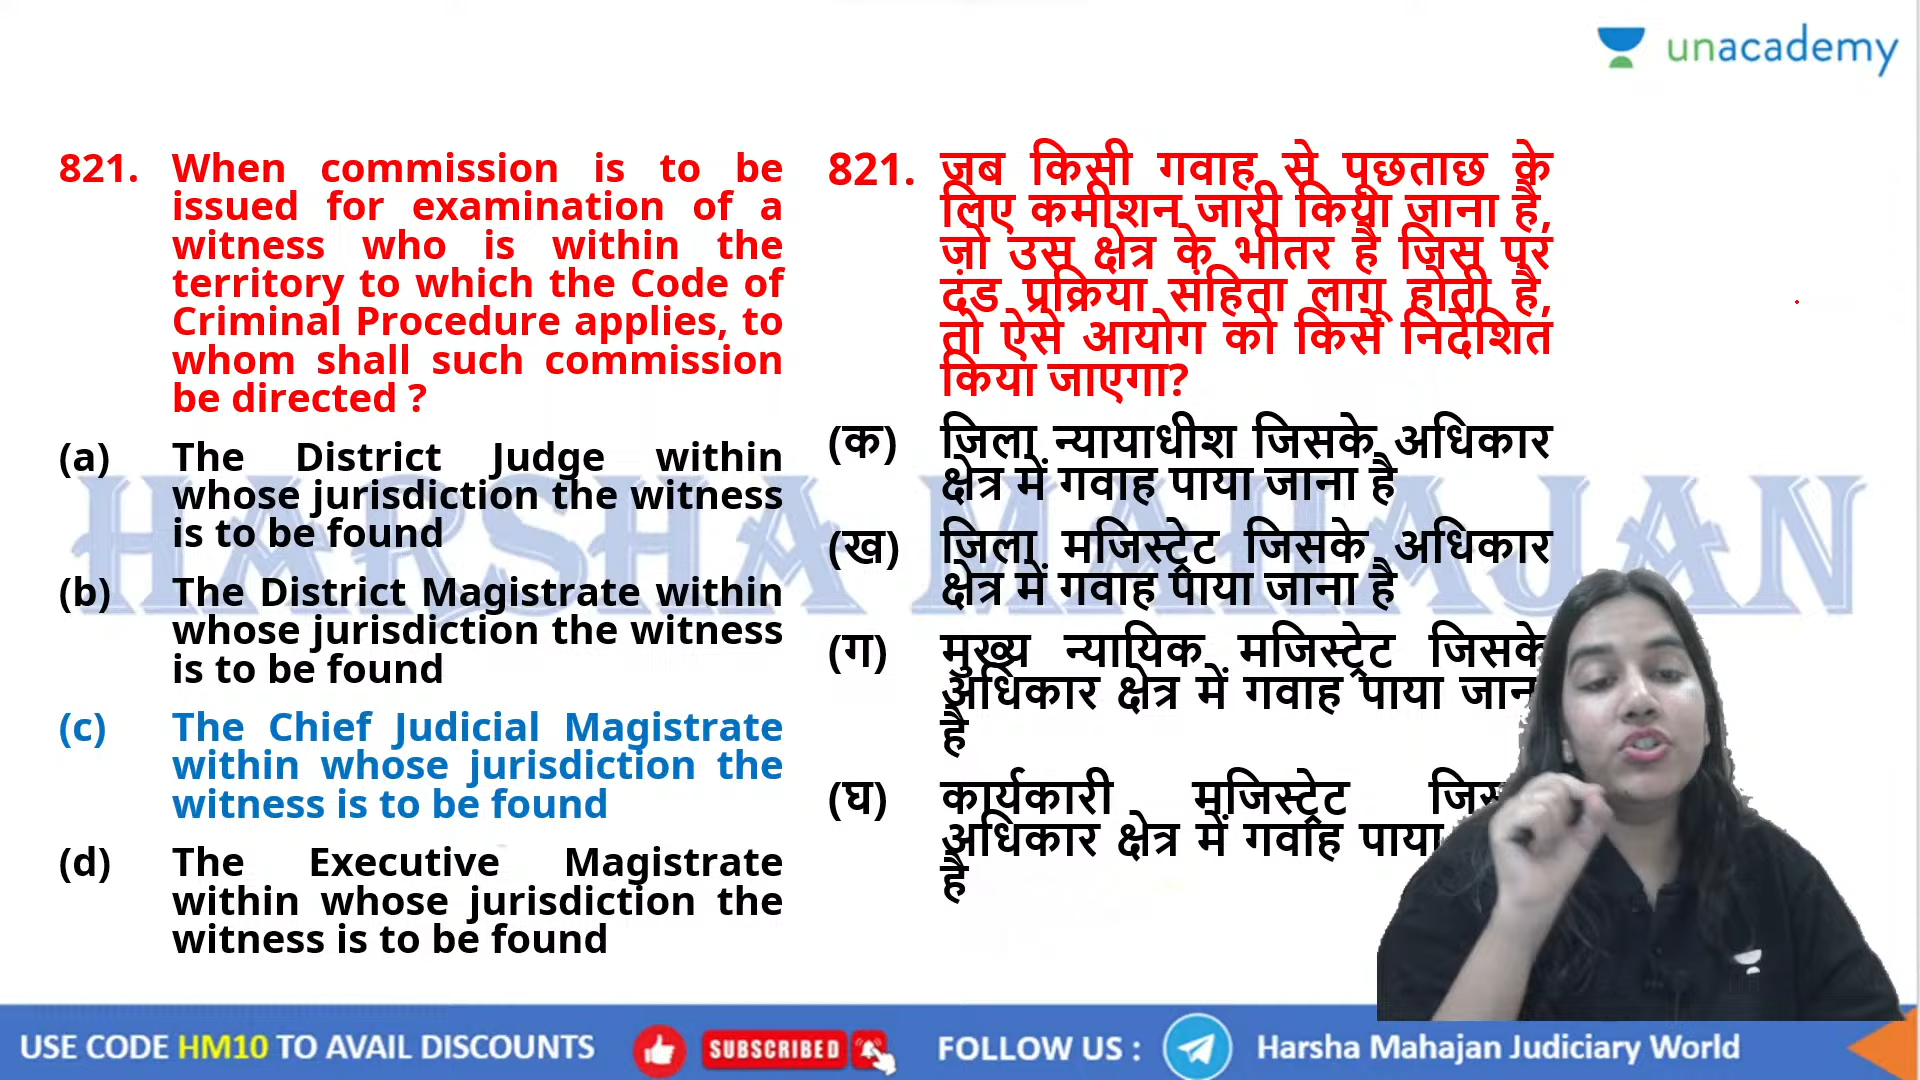 unacademy
821. When commission is to be
issued for examination of a
witness who is within the
territory to which the Code of
Criminal Procedure applies, to
whom shall such commission
be directed ?
(a) The District Judge within
whose jurisdiction the witness
is to be found
(b) The District Magistrate within
whose jurisdiction the witness
is to be found
(c) The Chief Judicial Magistrate
within whose jurisdiction the
witness is to be found
(d) The Executive Magistrate
within whose jurisdiction the
witness is to be found
821. जब किसी गवाह से पूछताछ के
लिए कमीशन जारी किया जाना है,
जो उस क्षेत्र के भीतर है जिस पर
दंड प्रक्रिया संहिता लागू होती है,
तो ऐसे आयोग को किसे निर्देशित
किया जाएगा?
(क) जिला न्यायाधीश जिसके अधिकार
क्षेत्र में गवाह पाया जाना है
(ख) जिला मजिस्ट्रेट जिसके अधिकार
क्षेत्र में गवाह पाया जाना है
(ग) मुख्य न्यायिक मजिस्ट्रेट जिसके
अधिकार क्षेत्र में गवाह पाया जाना
है
(घ) कार्यकारी मजिस्ट्रेट
अधिकार क्षेत्र में गवाह पाया
है
HARSHA MAHAJAN
USE CODE HM10 TO AVAIL DISCOUNTS
SUBSCRIBED
FOLLOW US :
Harsha Mahajan Judiciary World